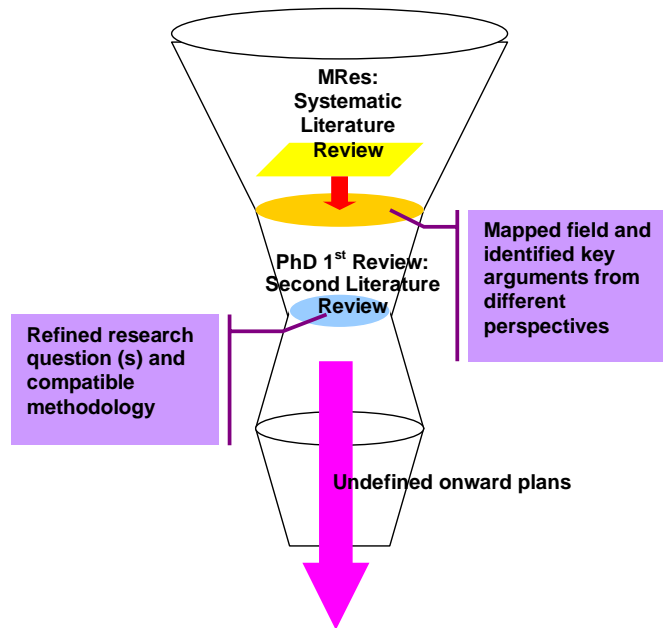 MRes:
Systematic
Literature
Review
Mapped field and
identified key
arguments from
different
perspectives
PhD 1st Review:
Second Literature
Review
Refined research
question (s) and
compatible
methodology
Undefined onward plans